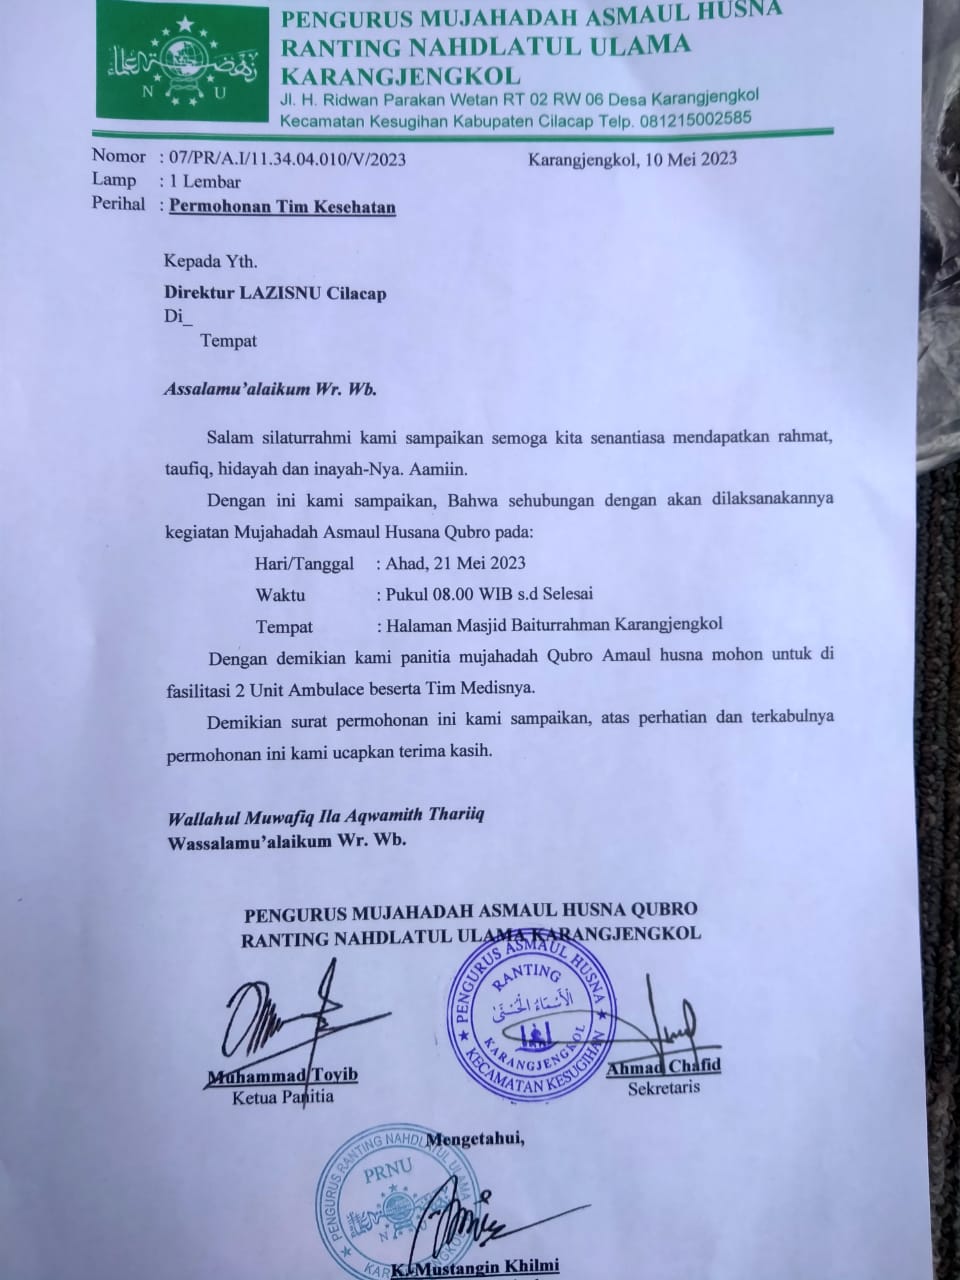 PENGURUS MUJAHADAH ASMAUL HUSNA
RANTING NAHDLATUL ULAMA
KARANGJENGKOL
Jl. H. Ridwan Parakan Wetan RT 02 RW 06 Desa Karangjengkol
Kecamatan Kesugihan Kabupaten Cilacap Telp. 081215002585
نهضة العلماء
N U
Nomor : 07/PR/A.I/11.34.04.010/V/2023
Karangjengkol, 10 Mei 2023
Lamp : 1 Lembar
Perihal : Permohonan Tim Kesehatan
Kepada Yth.
Direktur LAZISNU Cilacap
Di_
Tempat
Assalamu’alaikum Wr. Wb.
Salam silaturrahmi kami sampaikan semoga kita senantiasa mendapatkan rahmat,
taufiq, hidayah dan inayah-Nya. Aamiin.
Dengan ini kami sampaikan, Bahwa sehubungan dengan akan dilaksanakannya
kegiatan Mujahadah Asmaul Husana Qubro pada:
Hari/Tanggal : Ahad, 21 Mei 2023
Waktu : Pukul 08.00 WIB s.d Selesai
Tempat : Halaman Masjid Baiturrahman Karangjengkol
Dengan demikian kami panitia mujahadah Qubro Amaul husna mohon untuk di
fasilitasi 2 Unit Ambulace beserta Tim Medisnya.
Demikian surat permohonan ini kami sampaikan, atas perhatian dan terkabulnya
permohonan ini kami ucapkan terima kasih.
Wallahul Muwafiq Ila Aqwamith Thariiq
Wassalamu’alaikum Wr. Wb.
PENGURUS MUJAHADAH ASMAUL HUSNA QUBRO
RANTING NAHDLATUL ULAMA KARANGJENGKOL
PENGURUS ASMAUL HUSNA
RANTING
الأسماء الحسنى
KARANGJENGKOL
KECAMATAN KESUGIHAN
Muhammad Toyib
Ketua Panitia
Ahmad Chafid
Sekretaris
Mengetahui,
PENGURUS RANTING NAHDLATUL ULAMA
PRNU
N U
K. Mustangin Khilmi